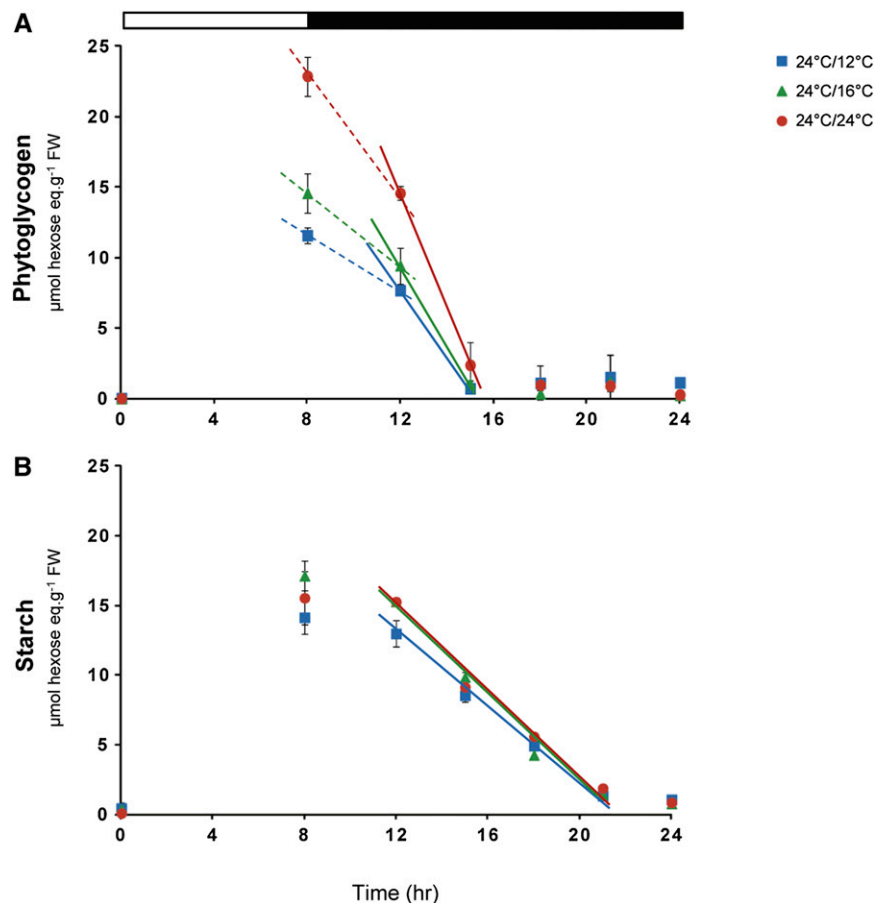 A
24°C/12°C
24°C/16°C
24°C/24°C
Phytoglycogen
µmol hexose eq.g⁻¹ FW
25
20
15
10
5
0
0 4 8 12 16 20 24
B
Starch
µmol hexose eq.g⁻¹ FW
25
20
15
10
5
0
0 4 8 12 16 20 24
Time (hr)